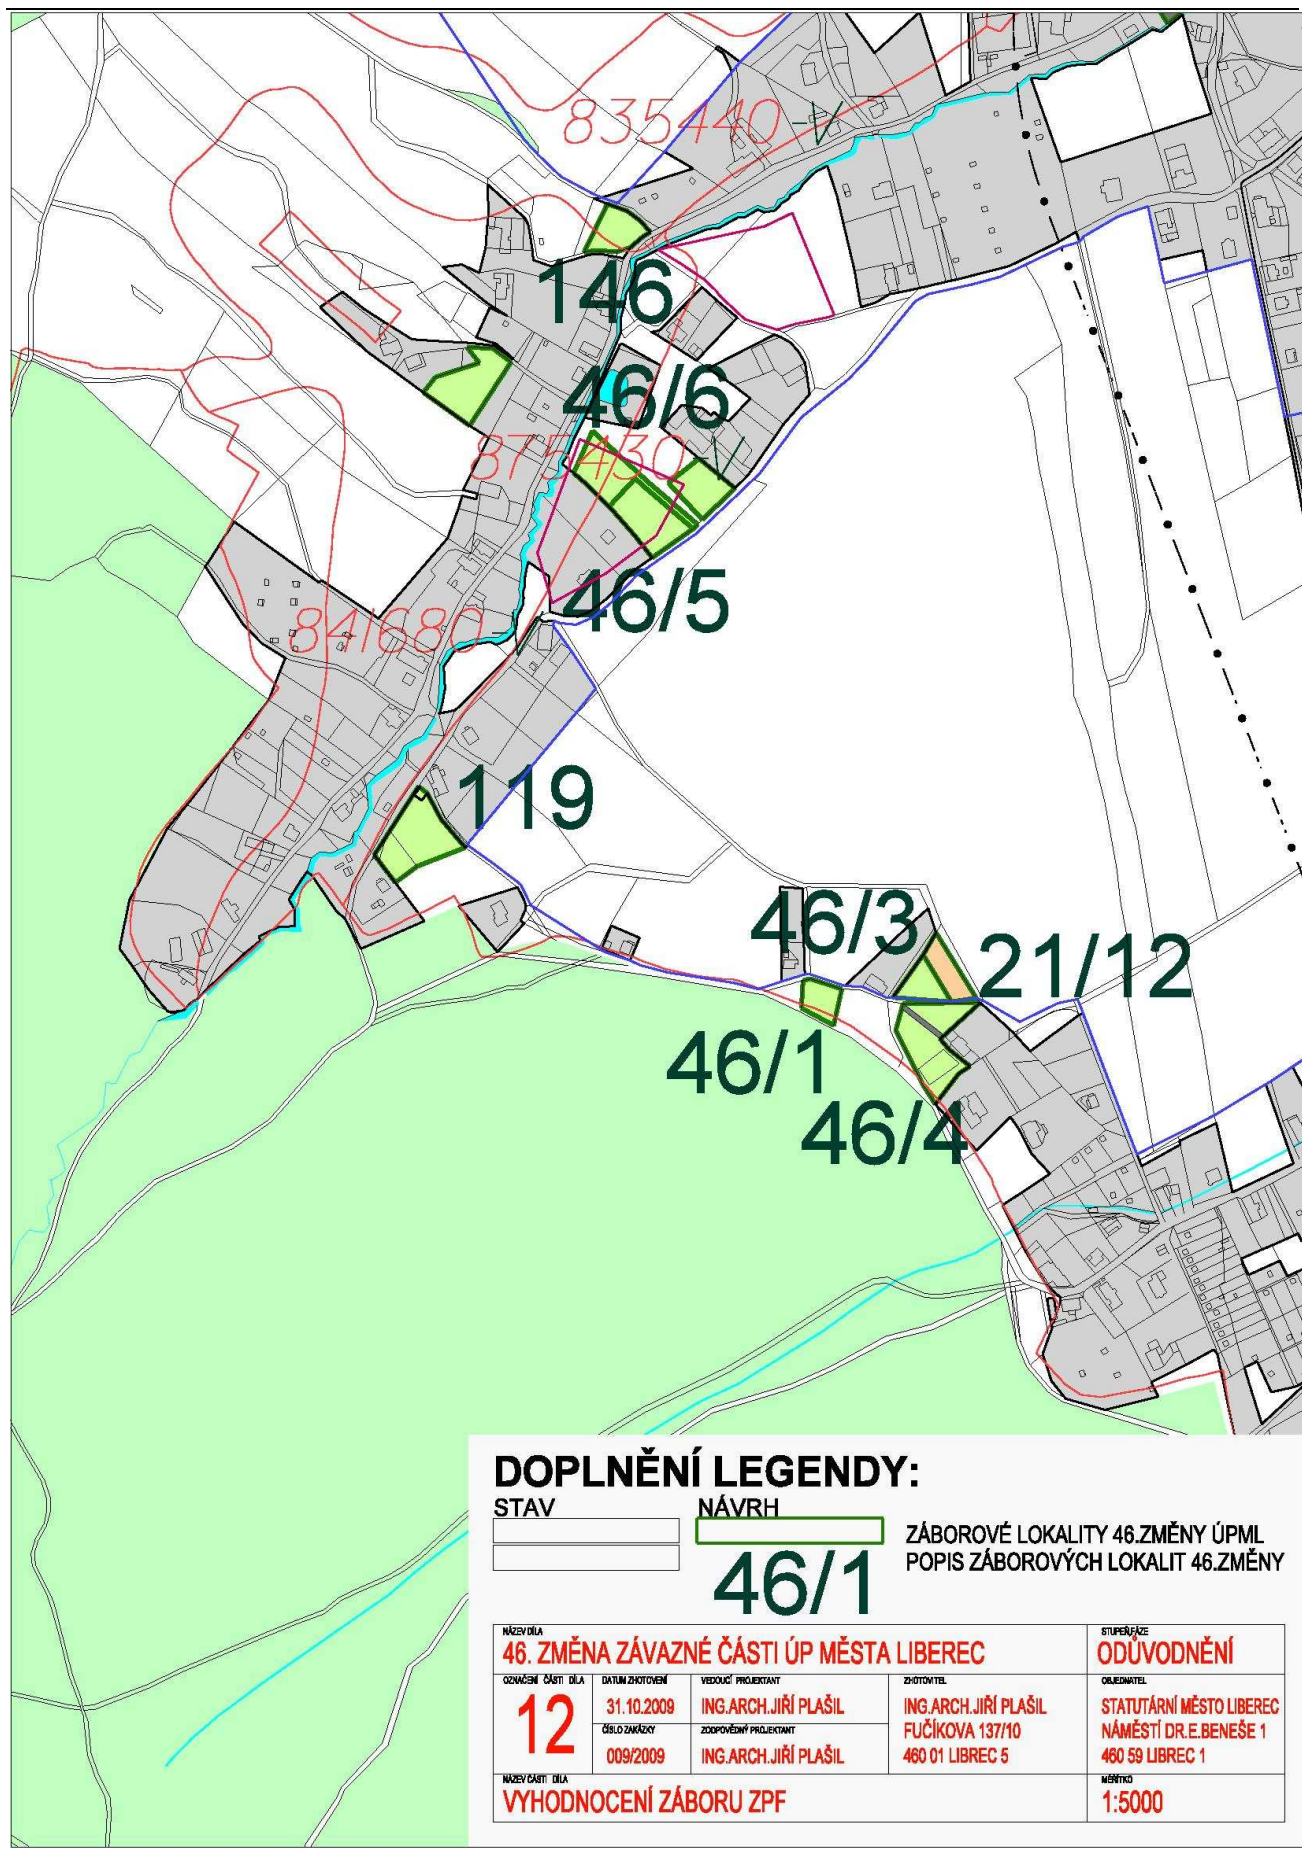 835440 -V
146
46/6
875430 -V
46/5
841680 -
119
46/3
21/12
46/1
46/4
DOPLNĚNÍ LEGENDY:
STAV NÁVRH
ZÁBOROVÉ LOKALITY 46.ZMĚNY ÚPML
46/1 POPIS ZÁBOROVÝCH LOKALIT 46.ZMĚNY
NÁZEV DÍLA STUPEŇ/FÁZE
46. ZMĚNA ZÁVAZNÉ ČÁSTI ÚP MĚSTA LIBEREC ODŮVODNĚNÍ
OZNAČENÍ ČÁSTI DÍLA DATUM ZHOTOVENÍ VEDOUCÍ PROJEKTANT ZHOTOVITEL OBJEDNATEL
12 31.10.2009 ING.ARCH.JIŘÍ PLAŠIL ING.ARCH.JIŘÍ PLAŠIL STATUTÁRNÍ MĚSTO LIBEREC
ČÍSLO ZAKÁZKY ZODPOVĚDNÝ PROJEKTANT FUČÍKOVA 137/10 NÁMĚSTÍ DR.E.BENEŠE 1
009/2009 ING.ARCH.JIŘÍ PLAŠIL 460 01 LIBREC 5 460 59 LIBREC 1
NÁZEV ČÁSTI DÍLA MĚŘÍTKO
VYHODNOCENÍ ZÁBORU ZPF 1:5000